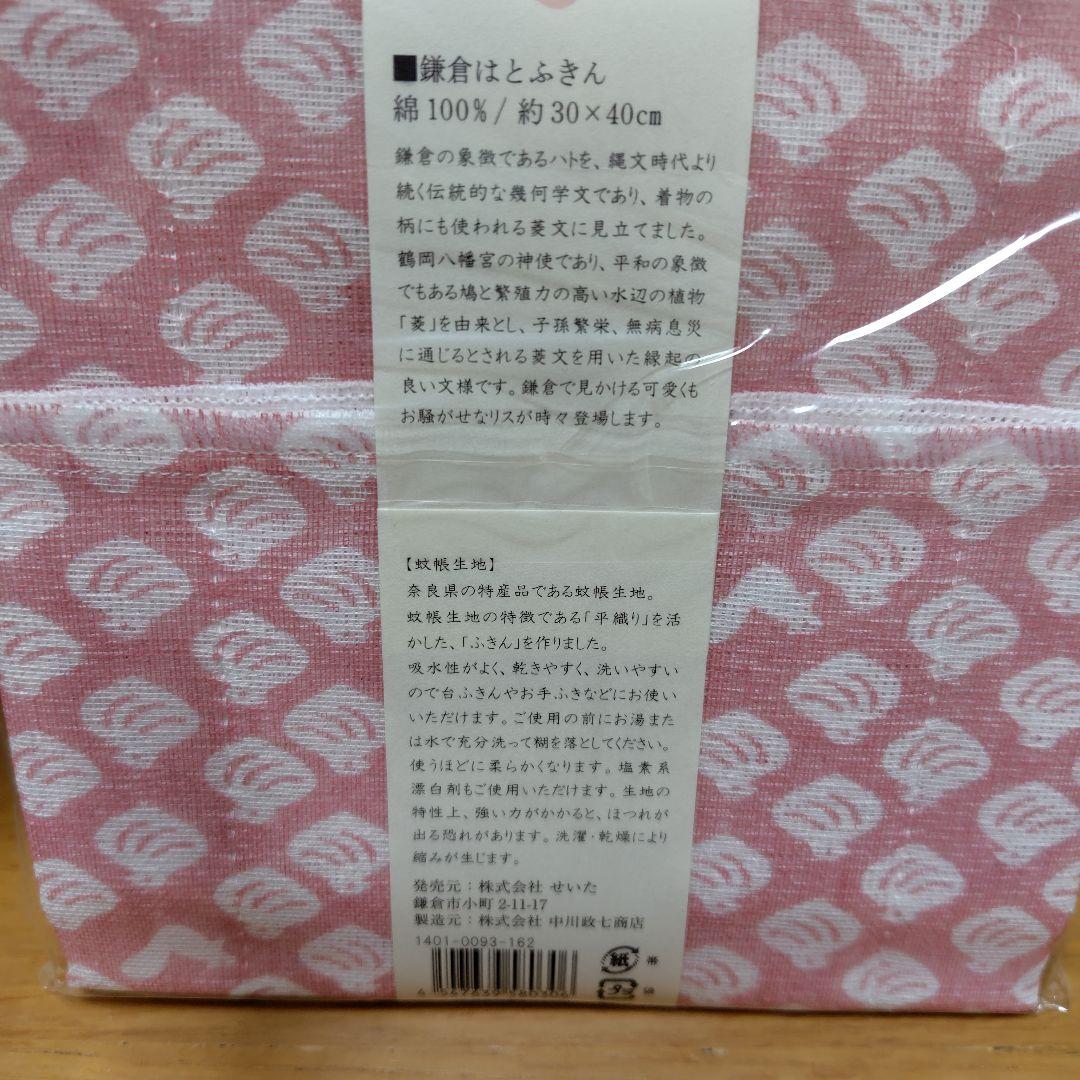 ■鎌倉はとふきん
綿100%/ 約30×40cm
鎌倉の象徴であるハトを、縄文時代より
続く伝統的な幾何学文であり、着物の
柄にも使われる菱文に見立てました。
鶴岡八幡宮の神使であり、平和の象徴
でもある鳩と繁殖力の高い水辺の植物
「菱」を由来とし、子孫繁栄、無病息災
に通じるとされる菱文を用いた縁起の
良い文様です。鎌倉で見かける可愛くも
お騒がせなリスが時々登場します。
【蚊帳生地】
奈良県の特産品である蚊帳生地。
蚊帳生地の特徴である「平織り」を活
かした、「ふきん」を作りました。
吸水性がよく、乾きやすく、洗いやすい
ので台ふきんやお手ふきなどにお使い
いただけます。ご使用の前にお湯また
は水で充分洗って糊を落としてください。
使うほどに柔らかくなります。塩素系
漂白剤もご使用いただけます。生地の
特性上、強い力がかかると、ほつれが
出る恐れがあります。洗濯・乾燥により
縮みが生じます。
発売元：株式会社 せいた
鎌倉市小町 2-11-17
製造元：株式会社 中川政七商店
1401-0093-162
紙 帯
プラ 袋